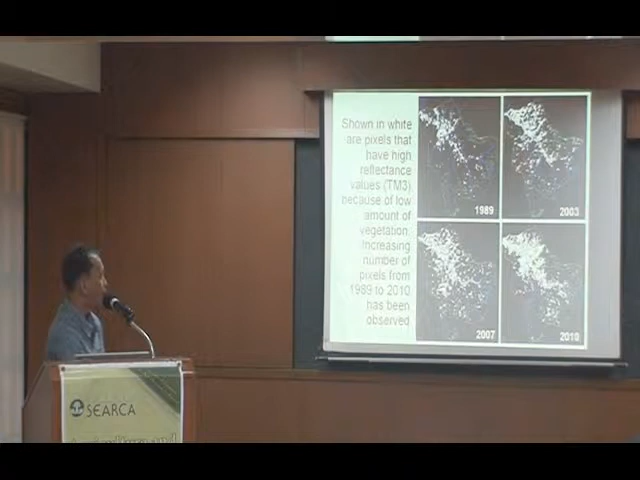 Shown in white
are pixels that
have high
reflectance
values (TM3)
because of low
amount of
vegetation.
Increasing
number of
pixels from
1989 to 2010
has been
observed
1989
2003
2007
2010
SEARCA